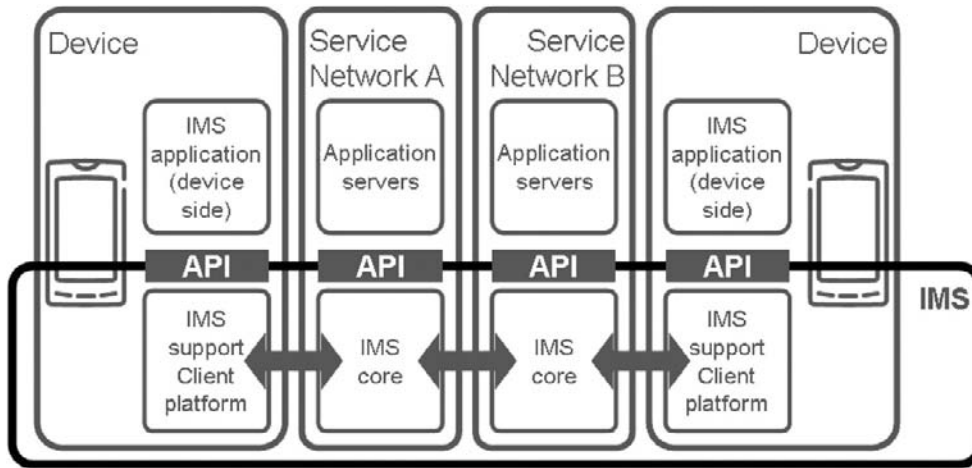 Device
Service
Network A
Service
Network B
Device
IMS
application
(device
side)
Application
servers
Application
servers
IMS
application
(device
side)
API
API
API
API
IMS
IMS
support
Client
platform
IMS
core
IMS
core
IMS
support
Client
platform